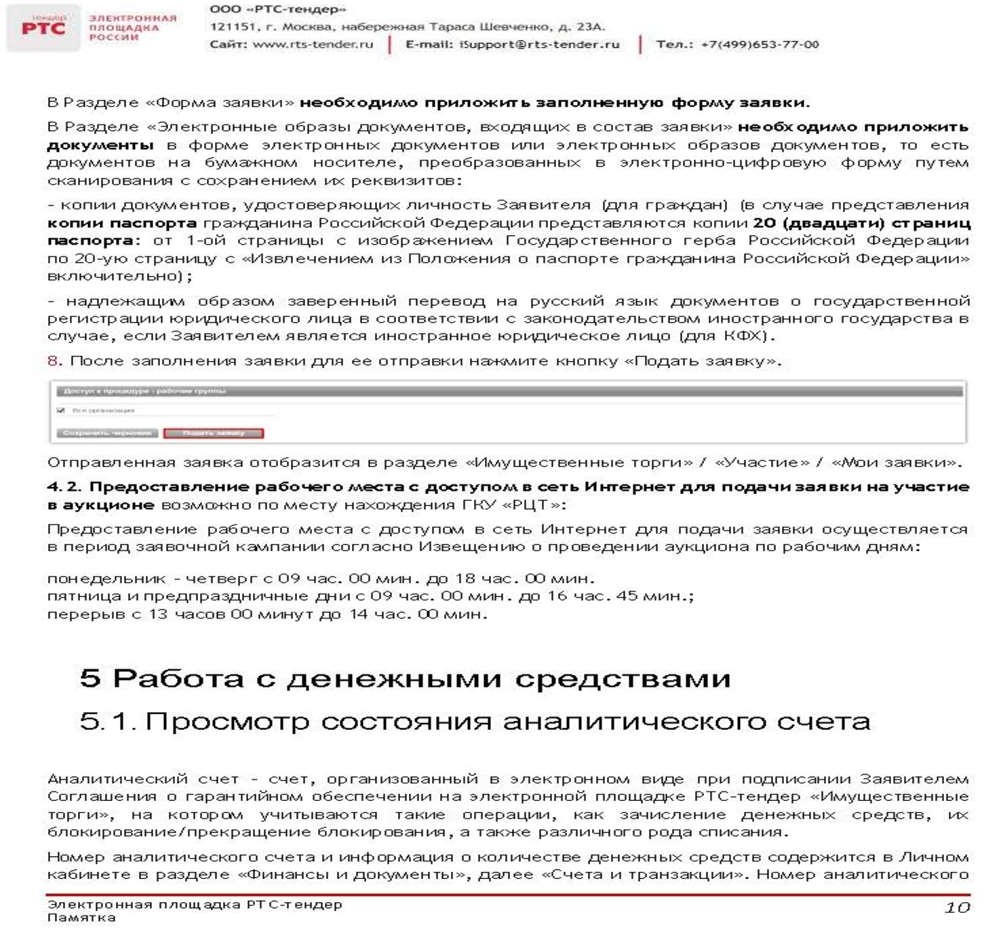 тендер
РТС
ЭЛЕКТРОННАЯ
ПЛОЩАДКА
РОССИИ
ООО «РТС-тендер»
121151, г. Москва, набережная Тараса Шевченко, д. 23А.
Сайт: www.rts-tender.ru | E-mail: iSupport@rts-tender.ru | Тел.: +7(499)653-77-00
В Разделе «Форма заявки» необходимо приложить заполненную форму заявки.
В Разделе «Электронные образы документов, входящих в состав заявки» необходимо приложить
документы в форме электронных документов или электронных образов документов, то есть
документов на бумажном носителе, преобразованных в электронно-цифровую форму путем
сканирования с сохранением их реквизитов:
- копии документов, удостоверяющих личность Заявителя (для граждан) (в случае представления
копии паспорта гражданина Российской Федерации представляются копии 20 (двадцати) страниц
паспорта: от 1-ой страницы с изображением Государственного герба Российской Федерации
по 20-ую страницу с «Извлечением из Положения о паспорте гражданина Российской Федерации»
включительно);
- надлежащим образом заверенный перевод на русский язык документов о государственной
регистрации юридического лица в соответствии с законодательством иностранного государства в
случае, если Заявителем является иностранное юридическое лицо (для КФХ).
8. После заполнения заявки для ее отправки нажмите кнопку «Подать заявку».
Доступ к процедуре - рабочие группы
Вся организация
Сохранить черновик Подать заявку
Отправленная заявка отобразится в разделе «Имущественные торги» / «Участие» / «Мои заявки».
4.2. Предоставление рабочего места с доступом в сеть Интернет для подачи заявки на участие
в аукционе возможно по месту нахождения ГКУ «РЦТ»:
Предоставление рабочего места с доступом в сеть Интернет для подачи заявки осуществляется
в период заявочной кампании согласно Извещению о проведении аукциона по рабочим дням:
понедельник - четверг с 09 час. 00 мин. до 18 час. 00 мин.
пятница и предпраздничные дни с 09 час. 00 мин. до 16 час. 45 мин.;
перерыв с 13 часов 00 минут до 14 час. 00 мин.
5 Работа с денежными средствами
5.1. Просмотр состояния аналитического счета
Аналитический счет - счет, организованный в электронном виде при подписании Заявителем
Соглашения о гарантийном обеспечении на электронной площадке РТС-тендер «Имущественные
торги», на котором учитываются такие операции, как зачисление денежных средств, их
блокирование/прекращение блокирования, а также различного рода списания.
Номер аналитического счета и информация о количестве денежных средств содержится в Личном
кабинете в разделе «Финансы и документы», далее «Счета и транзакции». Номер аналитического
Электронная площадка РТС-тендер
Памятка
10